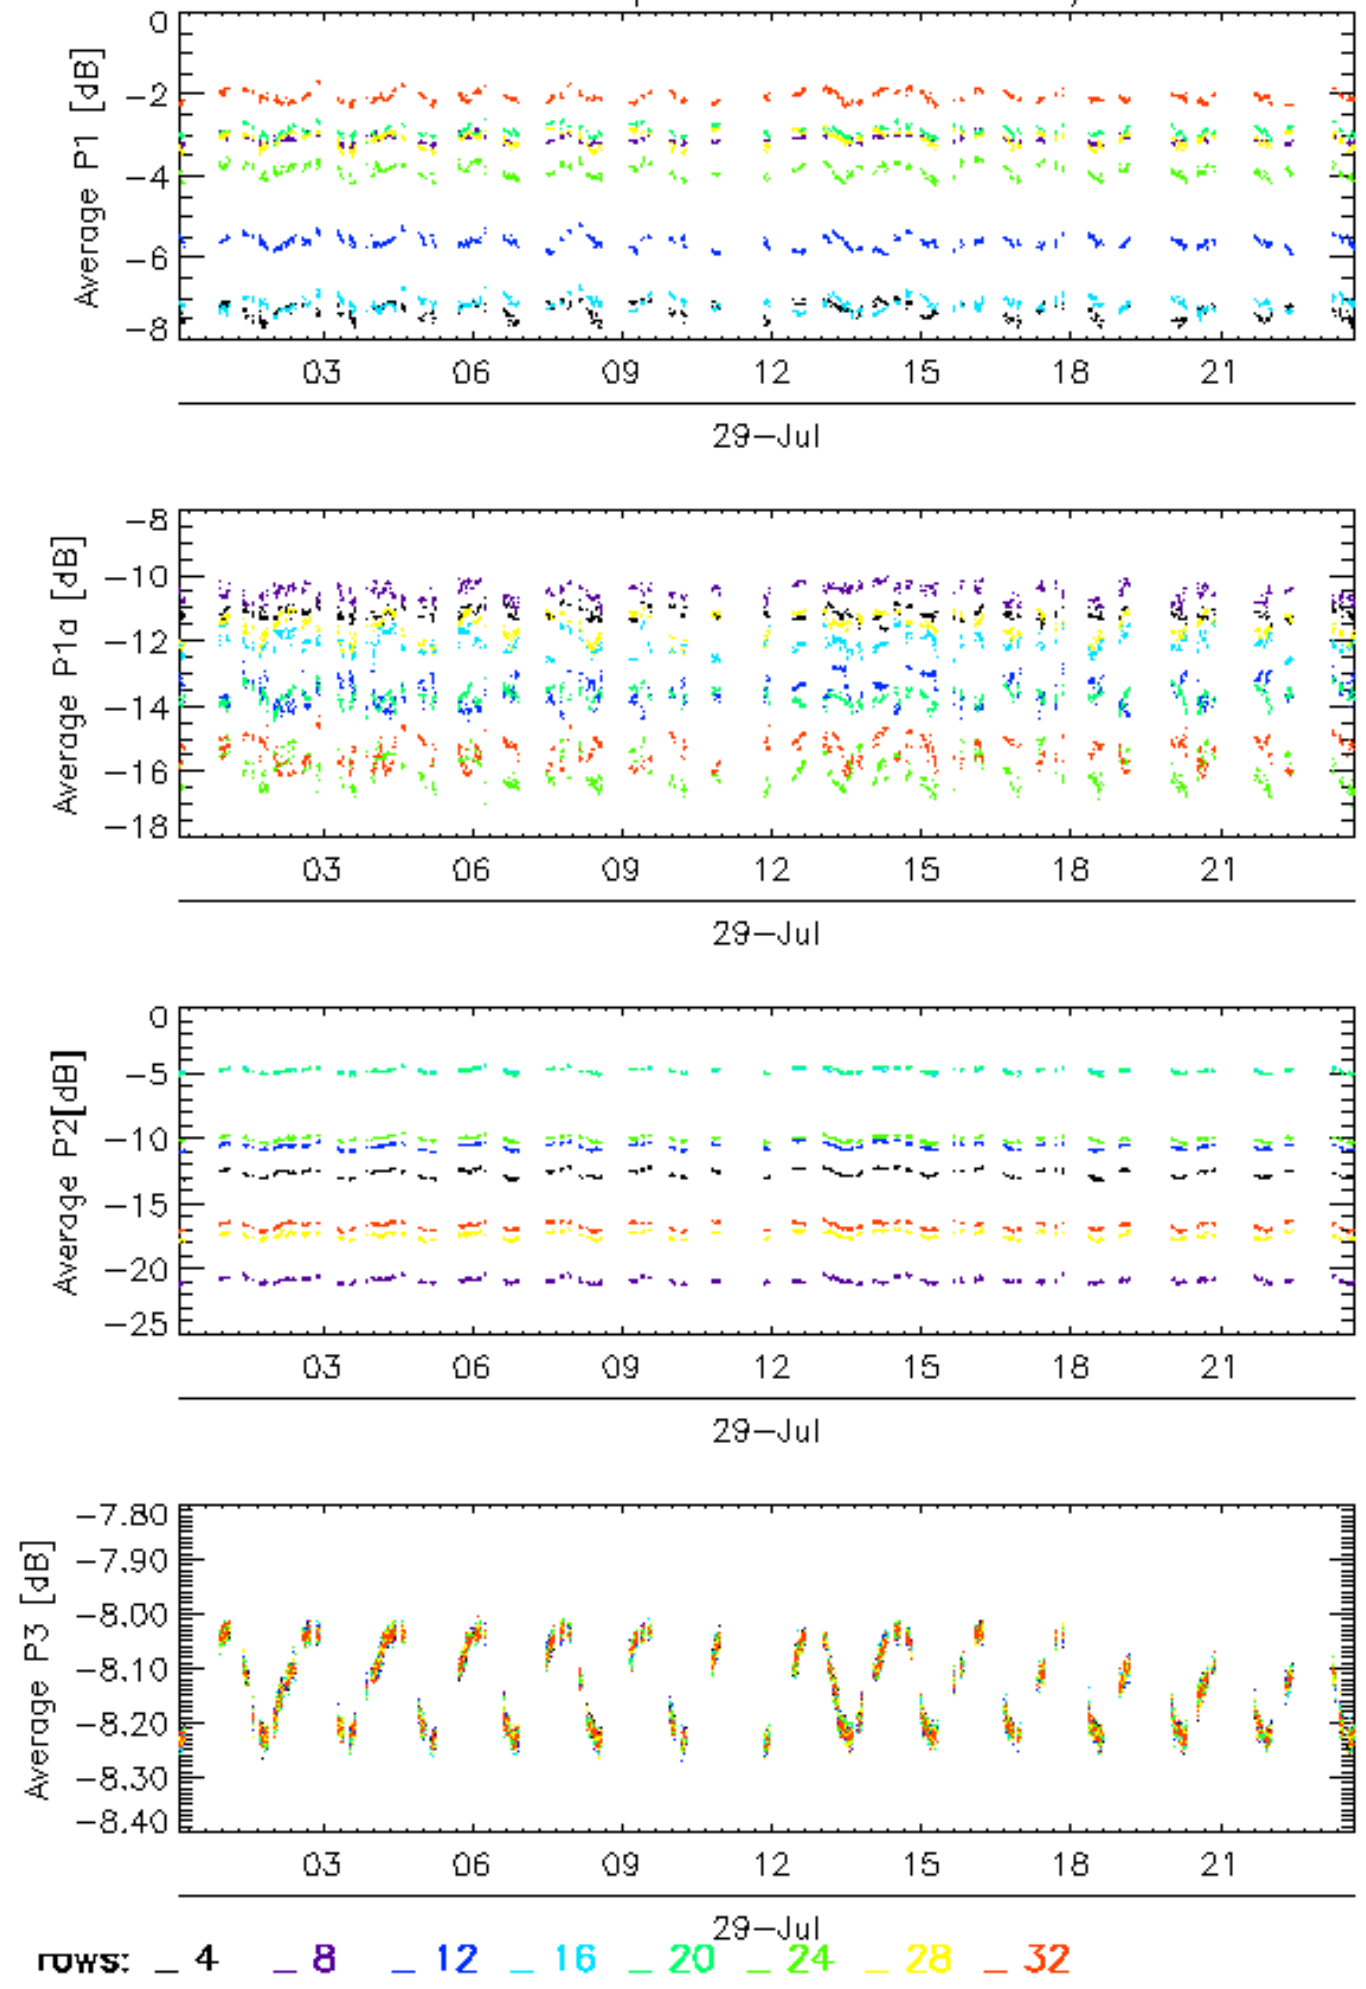 0
−2
−4
−6
−8
Average P1 [dB]
03 06 09 12 15 18 21
29−Jul
−8
−10
−12
−14
−16
−18
Average P1a [dB]
03 06 09 12 15 18 21
29−Jul
0
−5
−10
−15
−20
−25
Average P2[dB]
03 06 09 12 15 18 21
29−Jul
−7.80
−7.90
−8.00
−8.10
−8.20
−8.30
−8.40
Average P3 [dB]
03 06 09 12 15 18 21
29−Jul
rows: _ 4 _ 8 _ 12 _ 16 _ 20 _ 24 _ 28 _ 32